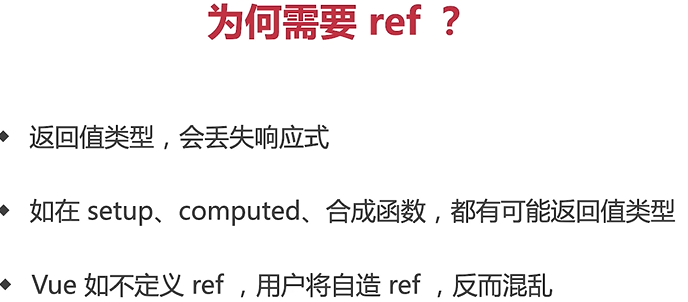 为何需要 ref ？
返回值类型，会丢失响应式
如在 setup、computed、合成函数，都有可能返回值类型
Vue 如不定义 ref ，用户将自造 ref ，反而混乱